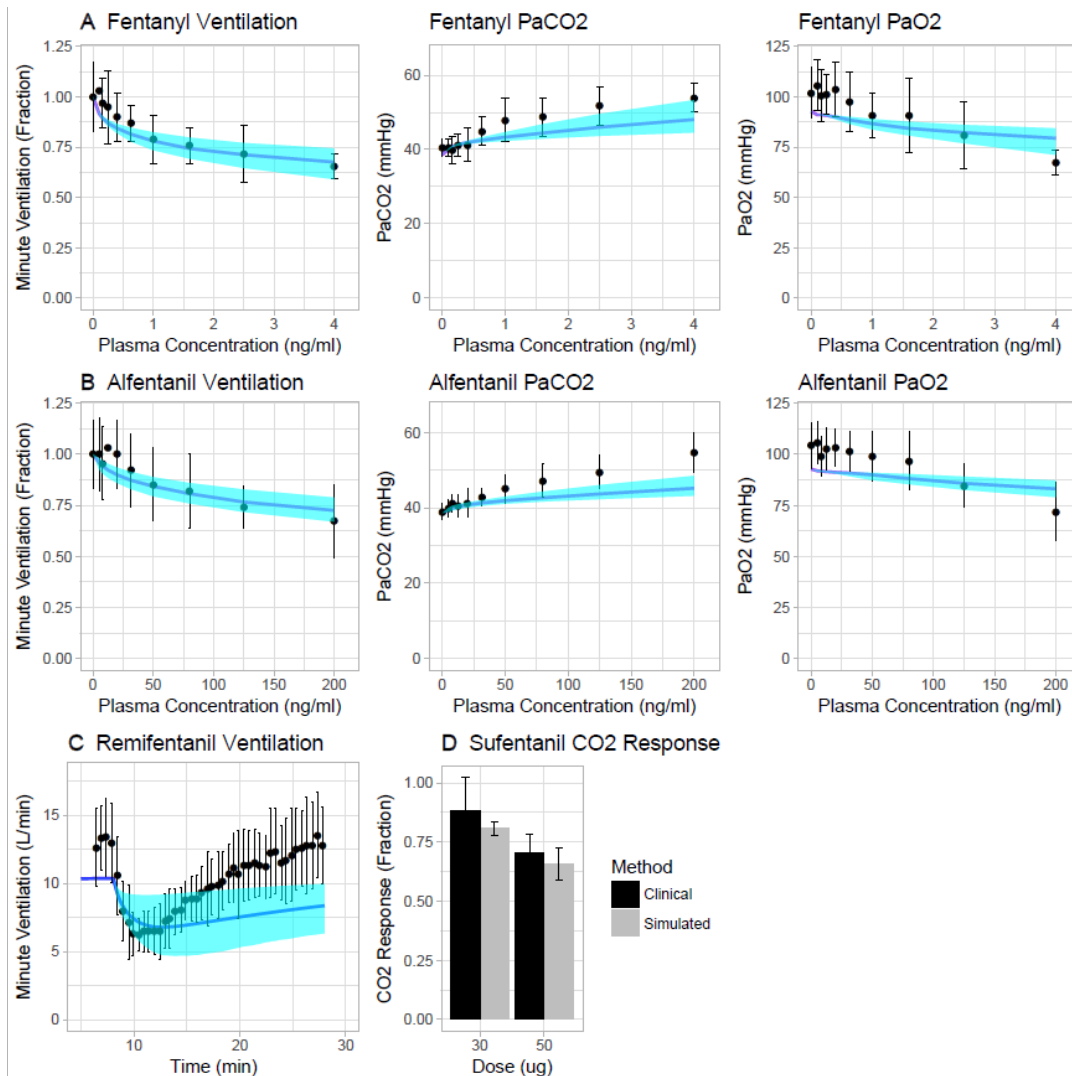 A Fentanyl Ventilation
Fentanyl PaCO2
Fentanyl PaO2
Minute Ventilation (Fraction)
1.25
1.00
0.75
0.50
0.25
0.00
0 1 2 3 4
Plasma Concentration (ng/ml)
PaCO2 (mmHg)
60
40
20
0
0 1 2 3 4
Plasma Concentration (ng/ml)
PaO2 (mmHg)
125
100
75
50
25
0
0 1 2 3 4
Plasma Concentration (ng/ml)
B Alfentanil Ventilation
Alfentanil PaCO2
Alfentanil PaO2
Minute Ventilation (Fraction)
1.25
1.00
0.75
0.50
0.25
0.00
0 50 100 150 200
Plasma Concentration (ng/ml)
PaCO2 (mmHg)
60
40
20
0
0 50 100 150 200
Plasma Concentration (ng/ml)
PaO2 (mmHg)
125
100
75
50
25
0
0 50 100 150 200
Plasma Concentration (ng/ml)
C Remifentanil Ventilation
D Sufentanil CO2 Response
Minute Ventilation (L/min)
15
10
5
0
10 20 30
Time (min)
CO2 Response (Fraction)
1.00
0.75
0.50
0.25
0.00
30 50
Dose (ug)
Method
Clinical
Simulated